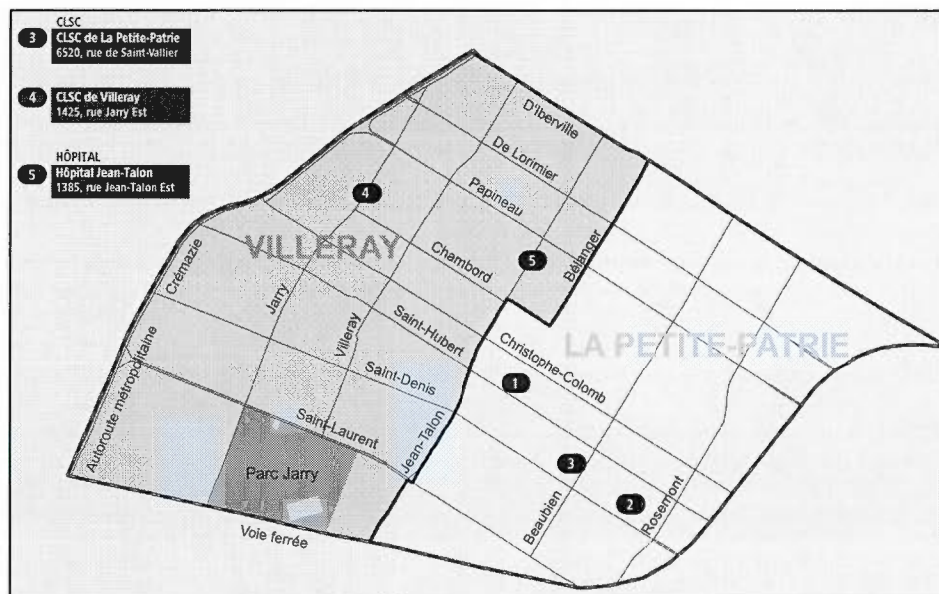 CLSC
3 CLSC de La Petite-Patrie
6520, rue de Saint-Vallier
4 CLSC de Villeray
1425, rue Jarry Est
HÔPITAL
5 Hôpital Jean-Talon
1385, rue Jean-Talon Est
D'Iberville
De Lorimier
Papineau
4
VILLERAY
Chambord
5
Bélanger
Crémazie
Jarry
Villeray
Saint-Hubert
Christophe-Colomb
LA PETITE-PATRIE
Autoroute métropolitaine
Saint-Denis
1
Saint-Laurent
Jean-Talon
Parc Jarry
3
Beaubien
2
Rosemont
Voie ferrée